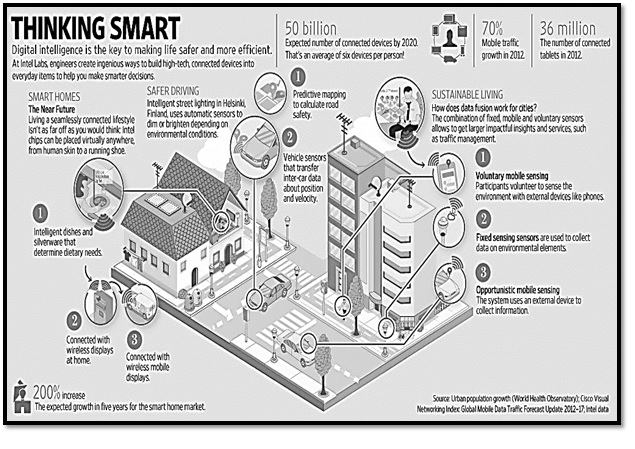 THINKING SMART
Digital intelligence is the key to making life safer and more efficient.
At Intel Labs, engineers create ingenious ways to build high-tech, connected devices into
everyday items to help you make smarter decisions.
50 billion
Expected number of connected devices by 2020.
That's an average of six devices per person!
70%
Mobile traffic
growth in 2012.
36 million
The number of connected
tablets in 2012.
SMART HOMES
The Near Future
Living a seamlessly connected lifestyle
isn't as far off as you would think: Intel
chips can be placed virtually anywhere,
from human skin to a running shoe.
1
Intelligent dishes and
silverware that
determine dietary needs.
2
Connected with
wireless displays
at home.
3
Connected with
wireless mobile
displays.
SAFER DRIVING
Intelligent street lighting in Helsinki,
Finland, uses automatic sensors to
dim or brighten depending on
environmental conditions.
1
Predictive mapping
to calculate road
safety.
2
Vehicle sensors
that transfer
inter-car data
about position
and velocity.
SUSTAINABLE LIVING
How does data fusion work for cities?
The combination of fixed, mobile and voluntary sensors
allows to get larger impactful insights and services, such
as traffic management.
1
Voluntary mobile sensing
Participants volunteer to sense the
environment with external devices like phones.
2
Fixed sensing sensors are used to collect
data on environmental elements.
3
Opportunistic mobile sensing
The system uses an external device to
collect information.
200% increase
The expected growth in five years for the smart home market.
Source: Urban population growth (World Health Observatory); Cisco Visual
Networking Index: Global Mobile Data Traffic Forecast Update 2012–17; Intel data